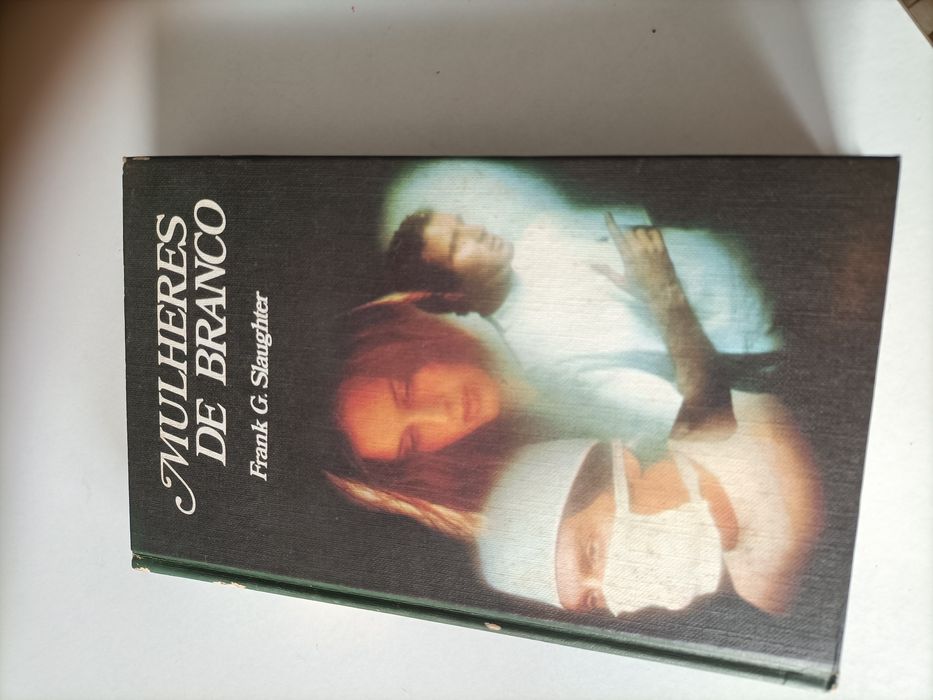 MULHERES
DE BRANCO
Frank G. Slaughter